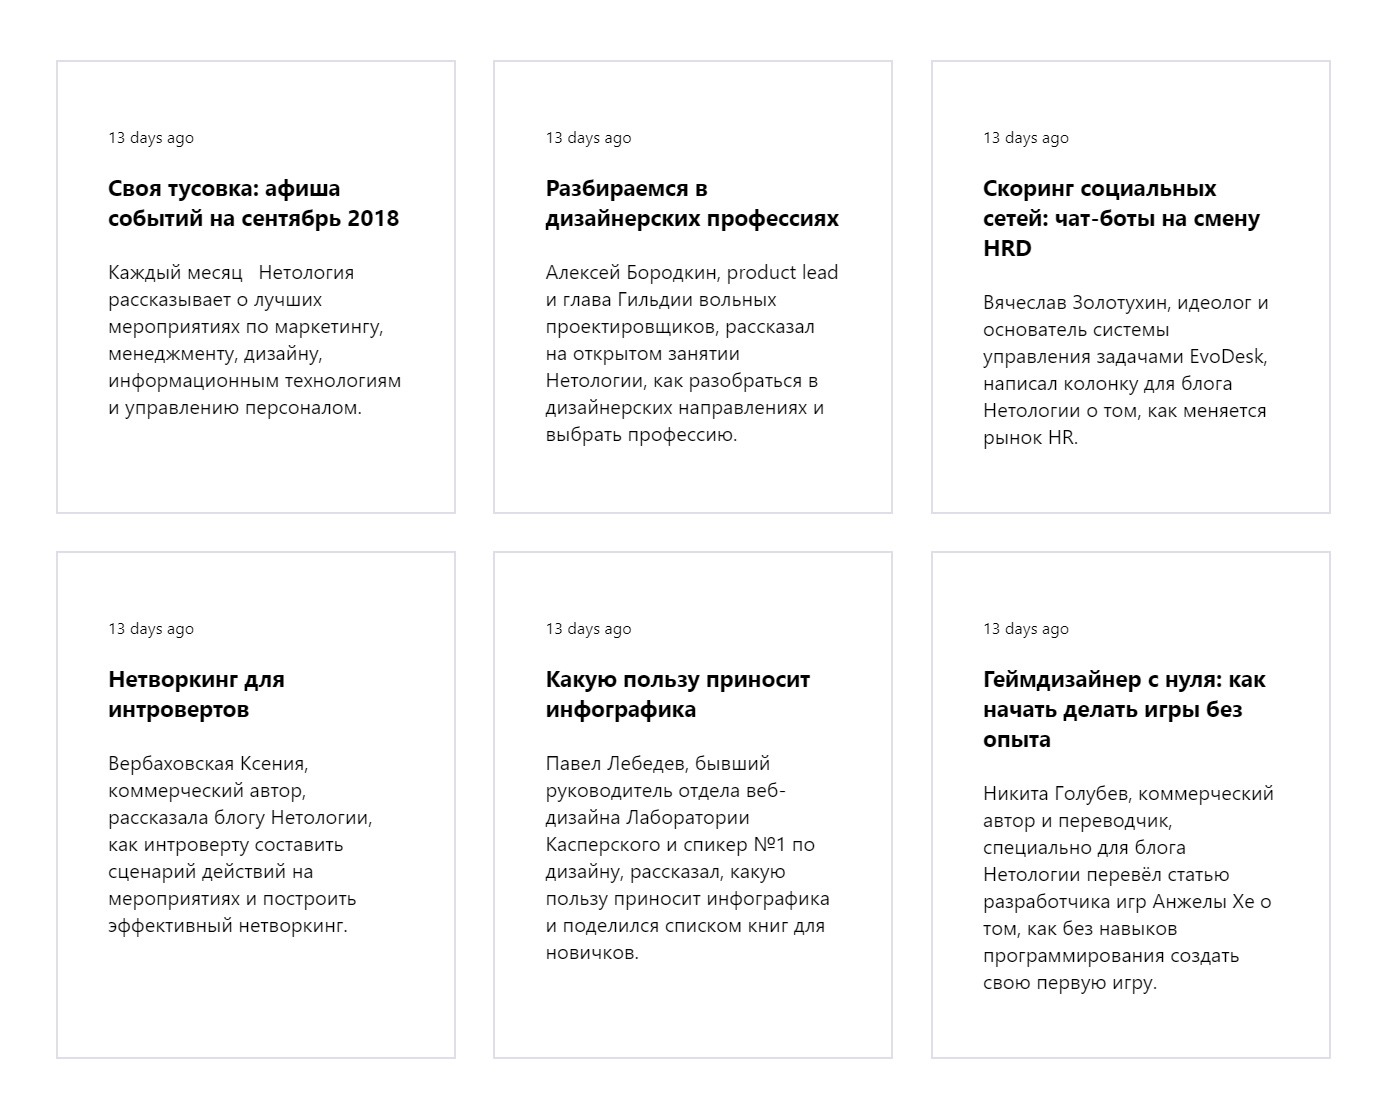 13 days ago
Своя тусовка: афиша
событий на сентябрь 2018
Каждый месяц   Нетология
рассказывает о лучших
мероприятиях по маркетингу,
менеджменту, дизайну,
информационным технологиям
и управлению персоналом.
13 days ago
Разбираемся в
дизайнерских профессиях
Алексей Бородкин, product lead
и глава Гильдии вольных
проектировщиков, рассказал
на открытом занятии
Нетологии, как разобраться в
дизайнерских направлениях и
выбрать профессию.
13 days ago
Скоринг социальных
сетей: чат-боты на смену
HRD
Вячеслав Золотухин, идеолог и
основатель системы
управления задачами EvoDesk,
написал колонку для блога
Нетологии о том, как меняется
рынок HR.
13 days ago
Нетворкинг для
интровертов
Вербаховская Ксения,
коммерческий автор,
рассказала блогу Нетологии,
как интроверту составить
сценарий действий на
мероприятиях и построить
эффективный нетворкинг.
13 days ago
Какую пользу приносит
инфографика
Павел Лебедев, бывший
руководитель отдела веб-
дизайна Лаборатории
Касперского и спикер №1 по
дизайну, рассказал, какую
пользу приносит инфографика
и поделился списком книг для
новичков.
13 days ago
Геймдизайнер с нуля: как
начать делать игры без
опыта
Никита Голубев, коммерческий
автор и переводчик,
специально для блога
Нетологии перевёл статью
разработчика игр Анжелы Хе о
том, как без навыков
программирования создать
свою первую игру.